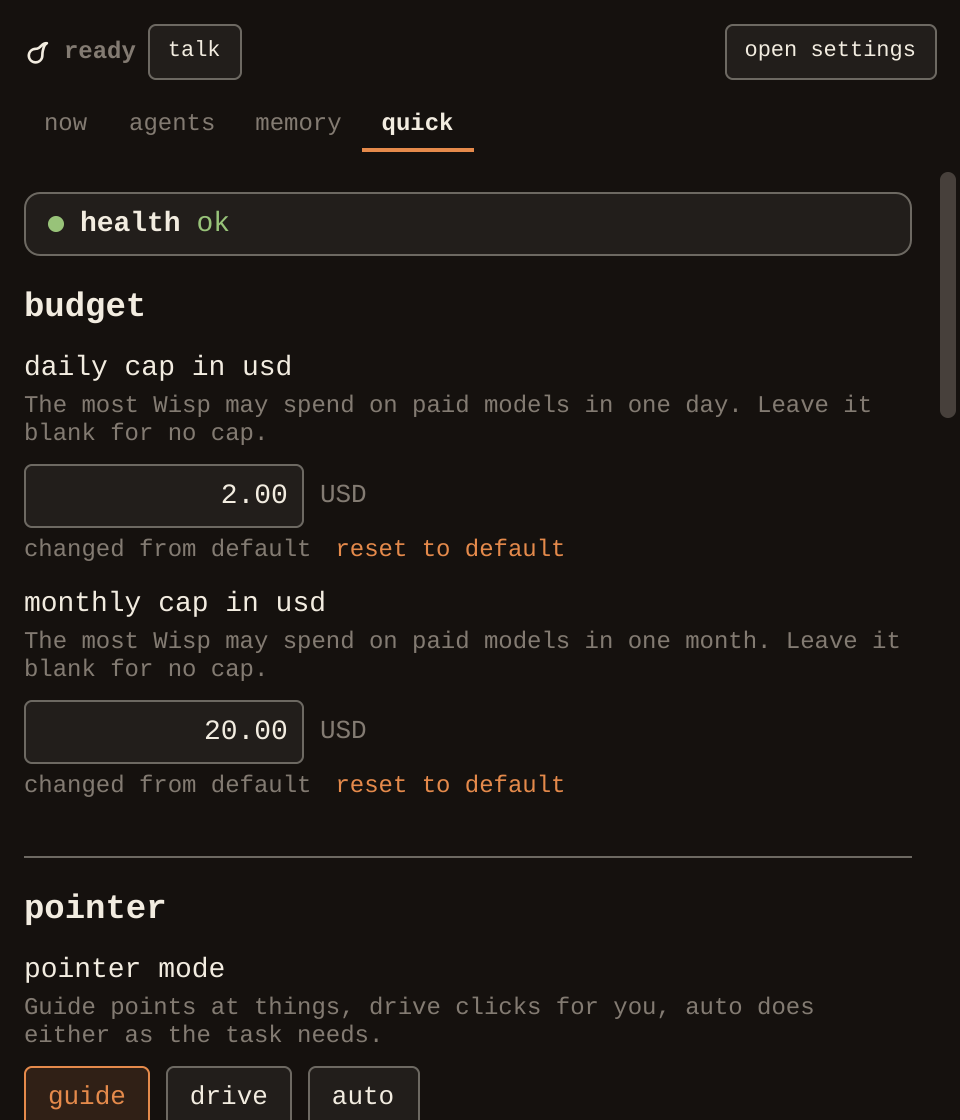 ready talk open settings
now agents memory quick
health ok
budget
daily cap in usd
The most Wisp may spend on paid models in one day. Leave it
blank for no cap.
2.00 USD
changed from default reset to default
monthly cap in usd
The most Wisp may spend on paid models in one month. Leave it
blank for no cap.
20.00 USD
changed from default reset to default
pointer
pointer mode
Guide points at things, drive clicks for you, auto does
either as the task needs.
guide drive auto